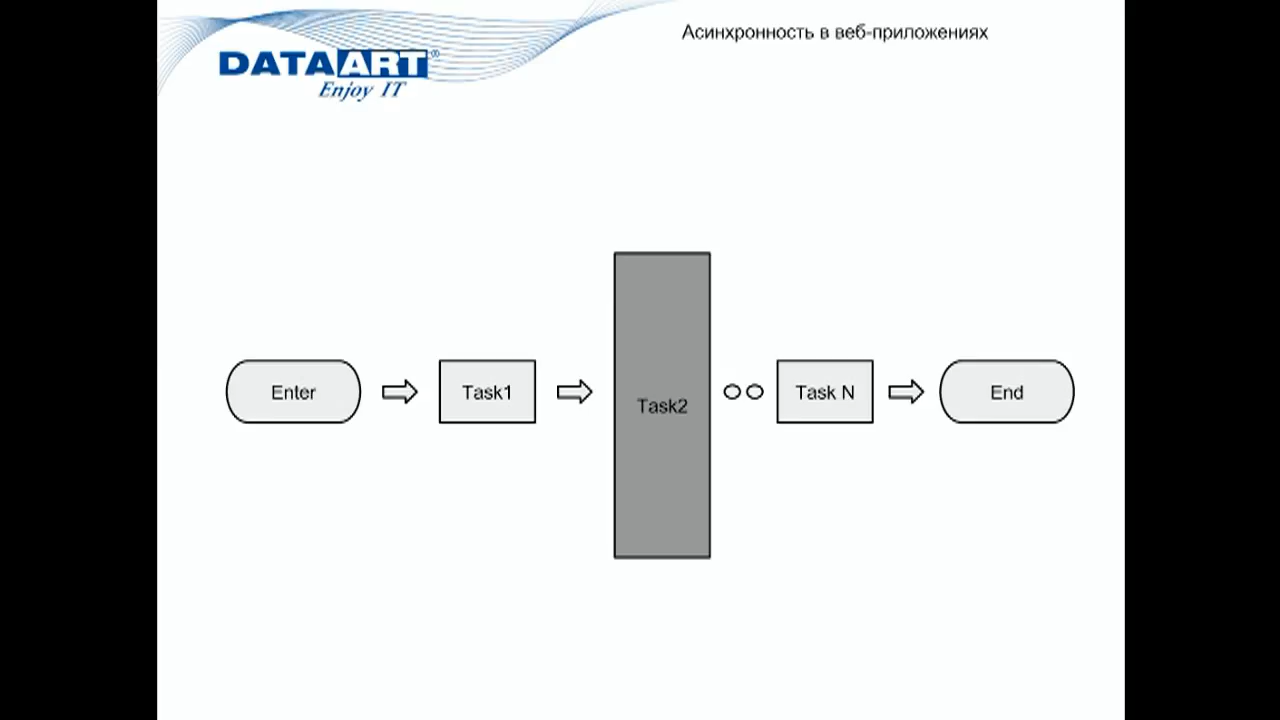 Асинхронность в веб-приложениях
DATAART®
Enjoy IT
Enter
Task1
Task2
Task N
End